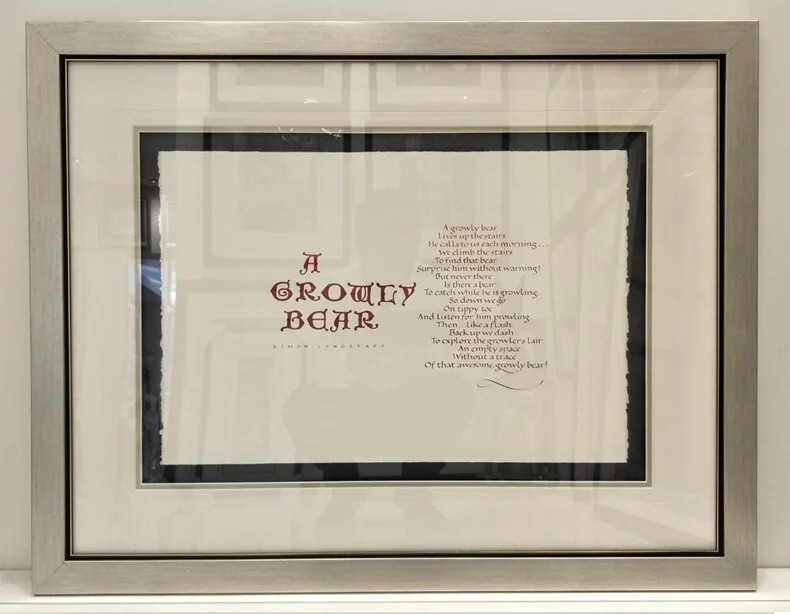 A
GROWLY
BEAR
SIMON LONGSTAFF
A growly bear
Lives up the stairs
He calls to us each morning...
We climb the stairs
To find that bear
Surprise him without warning!
But never there
Is there a bear
To catch while he is growling.
So down we go
On tippy toe
And listen for him prowling.
Then...like a flash
Back up we dash
To explore the growler's lair
An empty space
Without a trace
Of that awesome growly bear!